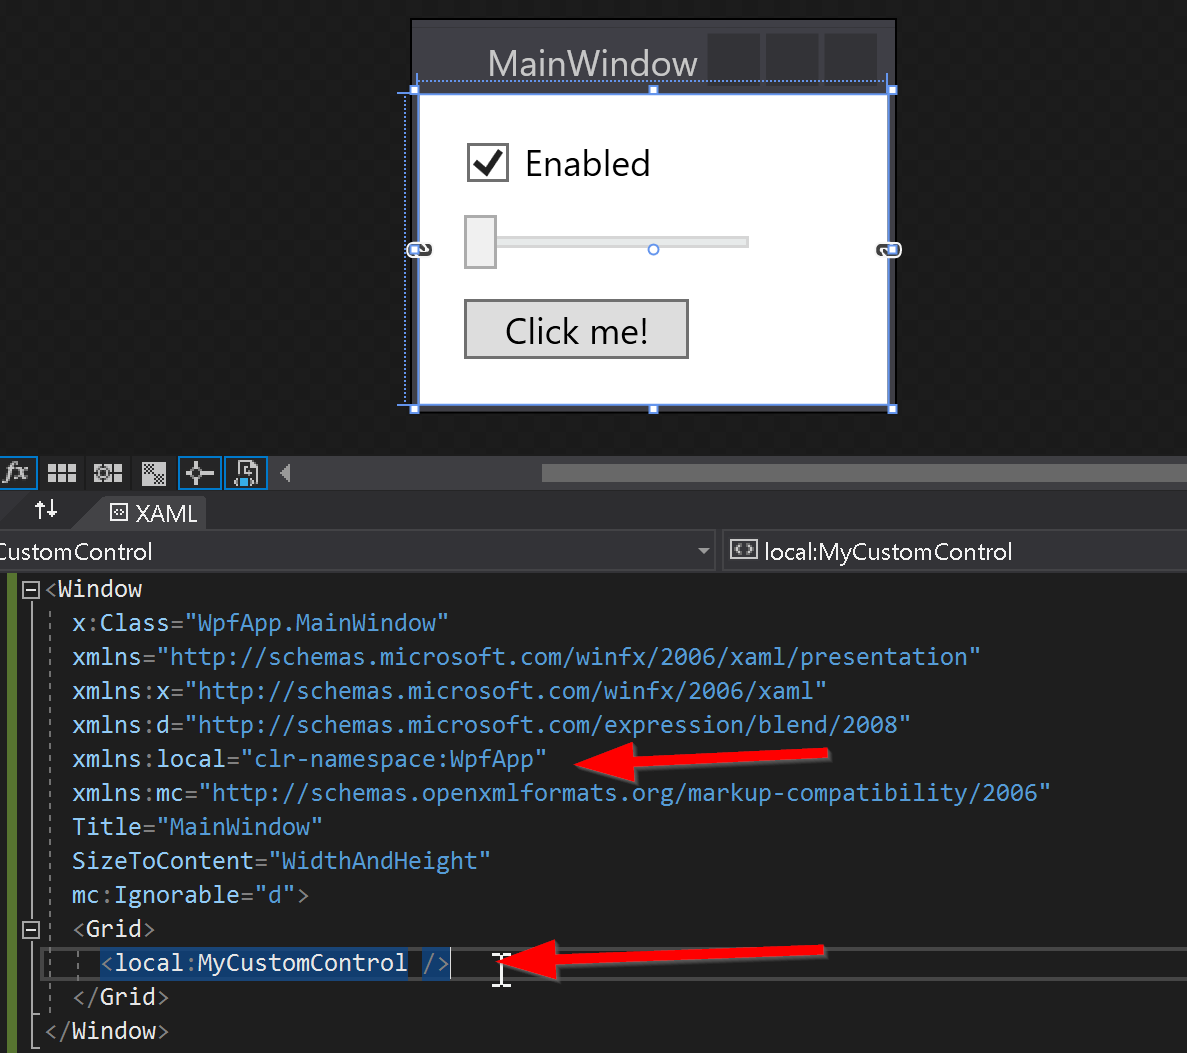 MainWindow
Enabled
Click me!
fx
XAML
CustomControl
local:MyCustomControl
<Window
x:Class="WpfApp.MainWindow"
xmlns="http://schemas.microsoft.com/winfx/2006/xaml/presentation"
xmlns:x="http://schemas.microsoft.com/winfx/2006/xaml"
xmlns:d="http://schemas.microsoft.com/expression/blend/2008"
xmlns:local="clr-namespace:WpfApp"
xmlns:mc="http://schemas.openxmlformats.org/markup-compatibility/2006"
Title="MainWindow"
SizeToContent="WidthAndHeight"
mc:Ignorable="d">
<Grid>
<local:MyCustomControl />
</Grid>
</Window>